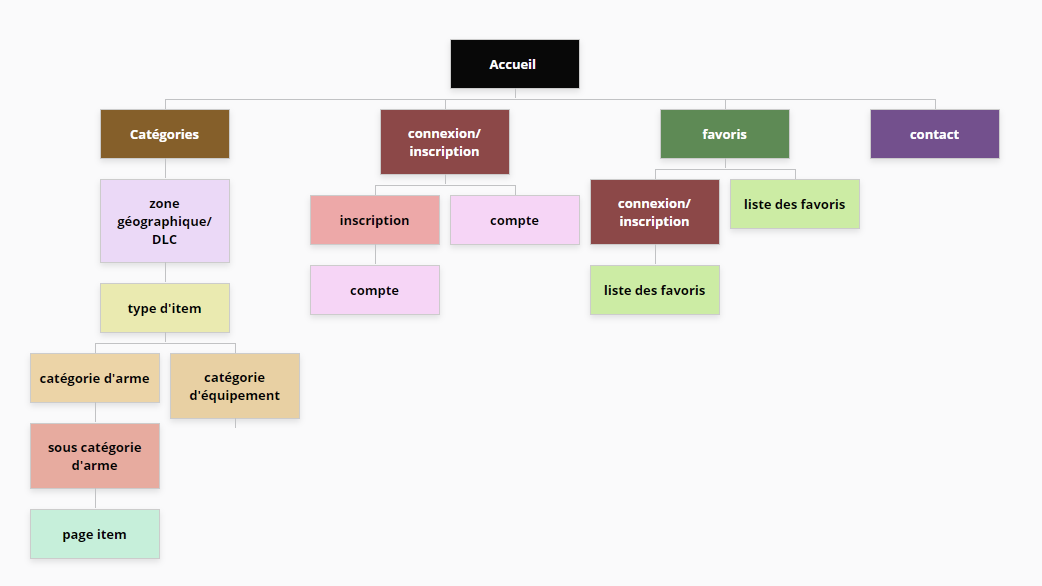 Accueil
Catégories
connexion/
inscription
favoris
contact
zone
géographique/
DLC
inscription
compte
connexion/
inscription
liste des favoris
compte
liste des favoris
type d'item
catégorie d'arme
catégorie
d'équipement
sous catégorie
d'arme
page item